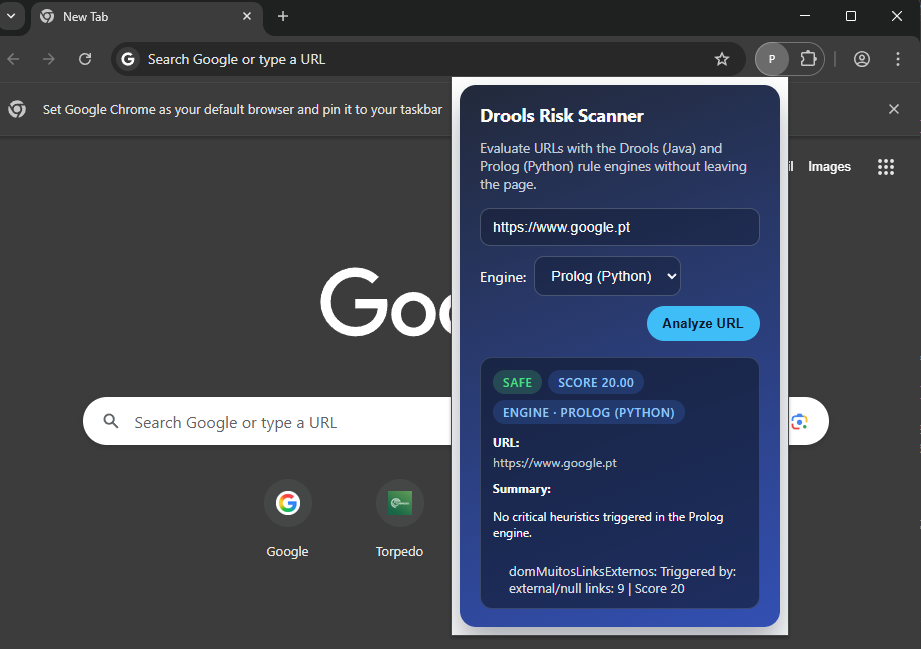 New Tab
Search Google or type a URL
P
Set Google Chrome as your default browser and pin it to your taskbar
Images
Drools Risk Scanner
Evaluate URLs with the Drools (Java) and
Prolog (Python) rule engines without leaving
the page.
https://www.google.pt
Engine: Prolog (Python)
Analyze URL
SAFE SCORE 20.00
ENGINE · PROLOG (PYTHON)
URL:
https://www.google.pt
Summary:
No critical heuristics triggered in the Prolog
engine.
domMuitosLinksExternos: Triggered by:
external/null links: 9 | Score 20
Search Google or type a URL
Google
Torpedo